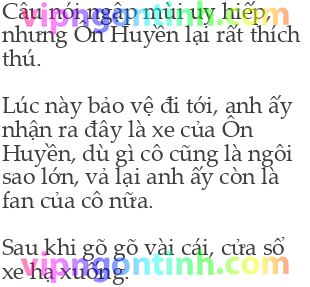 Câu nói ngập mùi uy hiếp,
nhưng Ôn Huyền lại rất thích
thú.
Lúc này bảo vệ đi tới, anh ấy
nhận ra đây là xe của Ôn
Huyền, dù gì cô cũng là ngôi
sao lớn, vả lại anh ấy còn là
fan của cô nữa.
Sau khi gõ gõ vài cái, cửa sổ
xe hạ xuống.
vipngontinh.com
vipngontinh.com